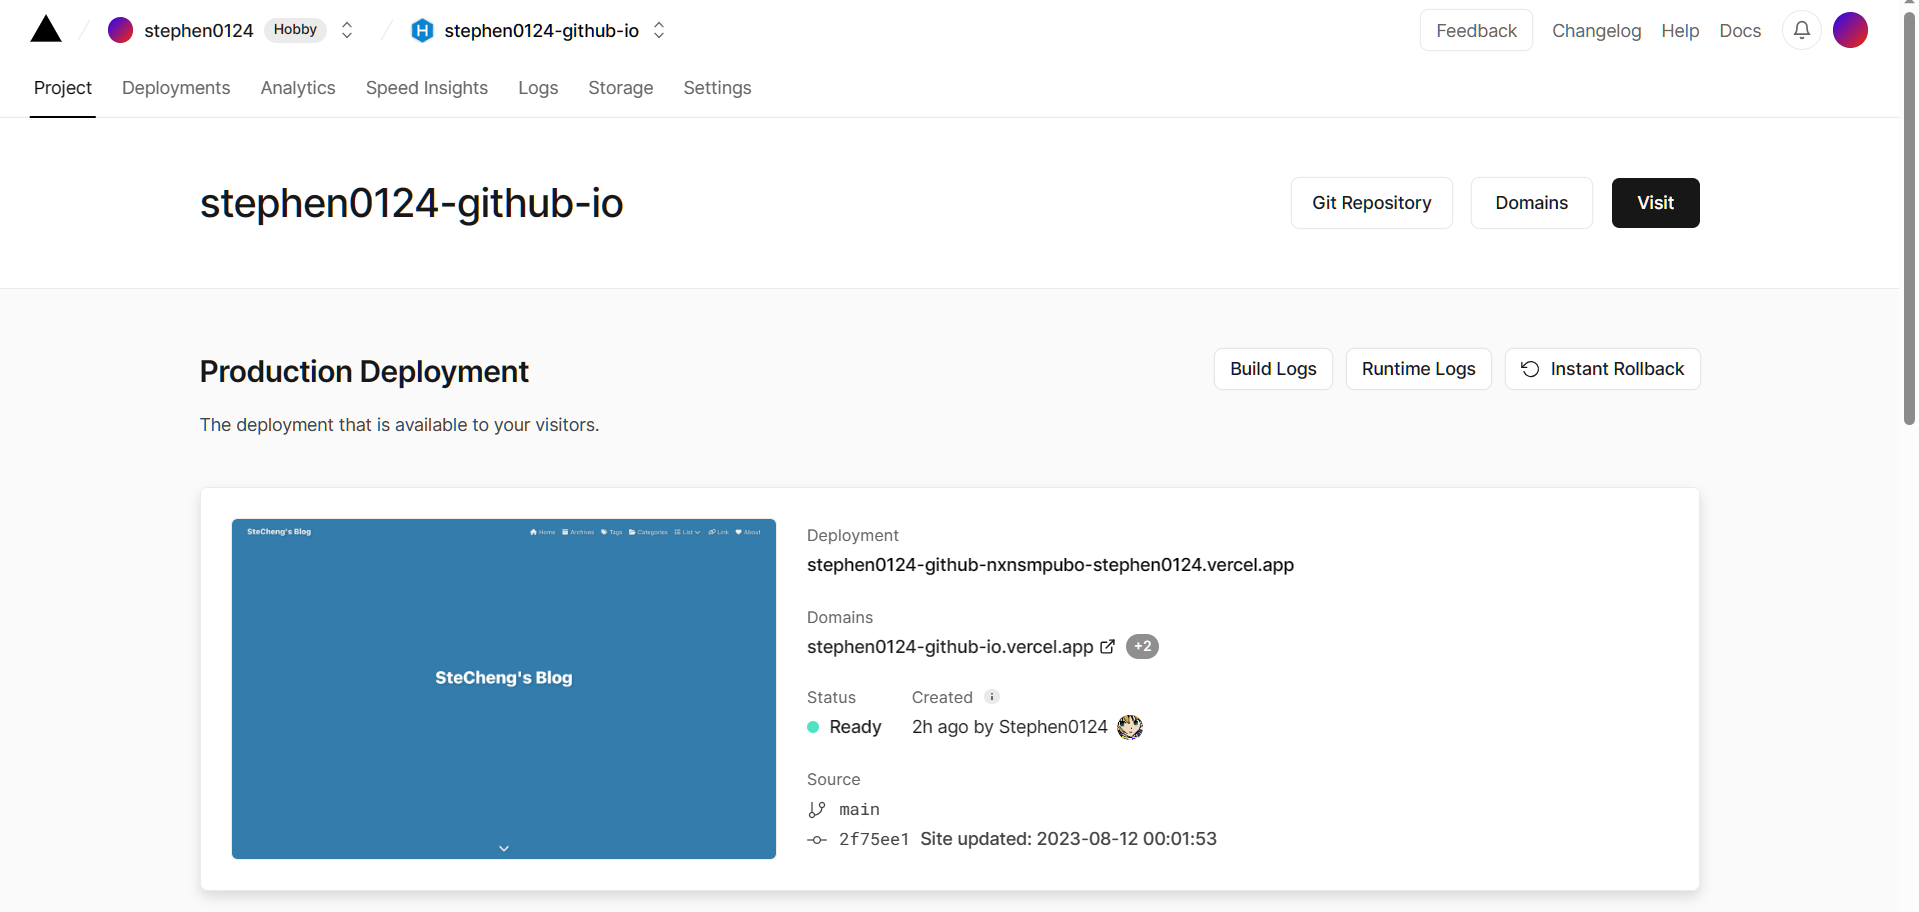 stephen0124 Hobby stephen0124-github-io Feedback Changelog Help Docs
Project Deployments Analytics Speed Insights Logs Storage Settings
stephen0124-github-io Git Repository Domains Visit
Production Deployment Build Logs Runtime Logs Instant Rollback
The deployment that is available to your visitors.
SteCheng's Blog Home Archives Tags Categories List Link About
SteCheng's Blog
Deployment
stephen0124-github-nxnsmpubo-stephen0124.vercel.app
Domains
stephen0124-github-io.vercel.app +2
Status Created
Ready 2h ago by Stephen0124
Source
main
2f75ee1 Site updated: 2023-08-12 00:01:53